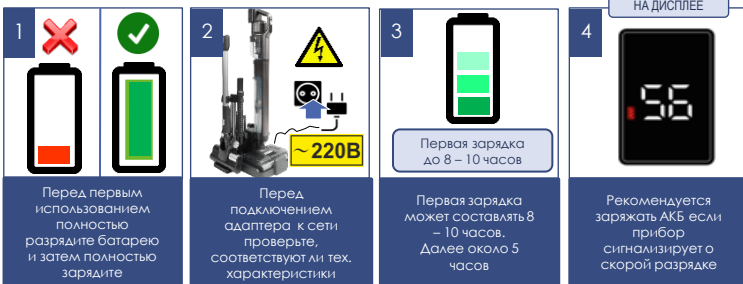 НА ДИСПЛЕЕ
1
2
~220В
3
Первая зарядка
до 8 – 10 часов
4
56
Перед первым
использованием
полностью
разрядите батарею
и затем полностью
зарядите
Перед
подключением
адаптера к сети
проверьте,
соответствуют ли тех.
характеристики
Первая зарядка
может составлять 8
– 10 часов.
Далее около 5
часов
Рекомендуется
заряжать АКБ если
прибор
сигнализирует о
скорой разрядке